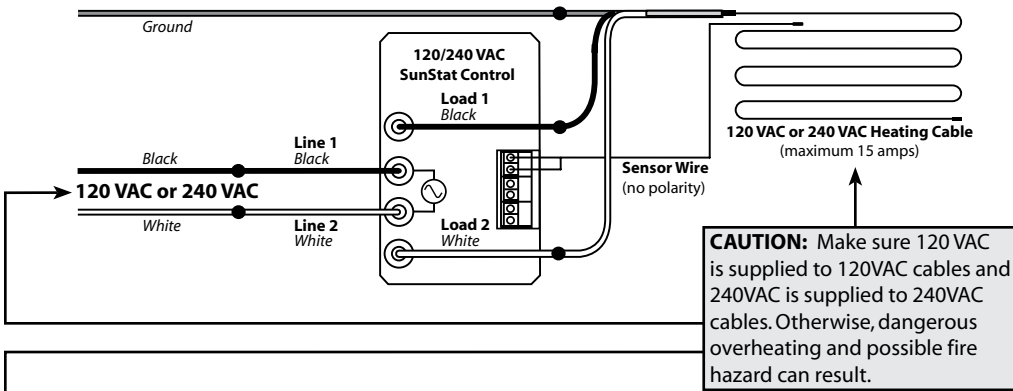 Ground
120/240 VAC
SunStat Control
Load 1
Black
Black
Line 1
Black
120 VAC or 240 VAC
White
Line 2
White
Load 2
White
Sensor Wire
(no polarity)
120 VAC or 240 VAC Heating Cable
(maximum 15 amps)
CAUTION: Make sure 120 VAC
is supplied to 120VAC cables and
240VAC is supplied to 240VAC
cables. Otherwise, dangerous
overheating and possible fire
hazard can result.